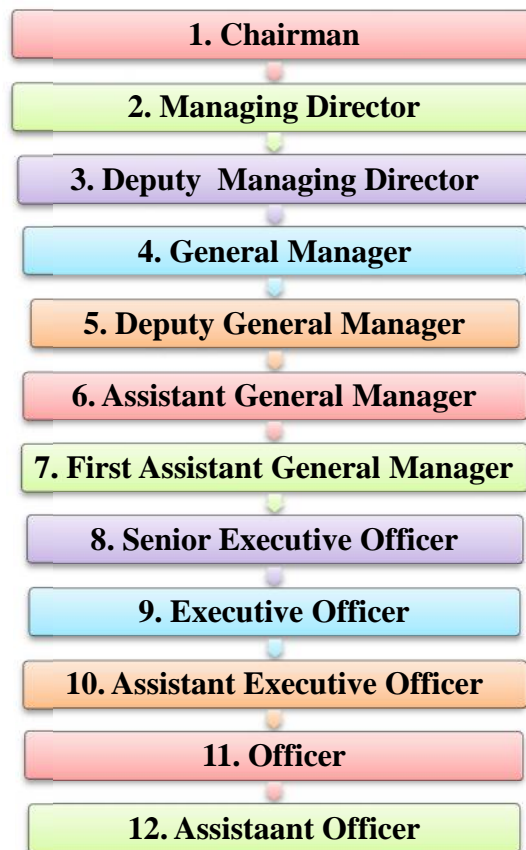 1. Chairman
2. Managing Director
3. Deputy Managing Director
4. General Manager
5. Deputy General Manager
6. Assistant General Manager
7. First Assistant General Manager
8. Senior Executive Officer
9. Executive Officer
10. Assistant Executive Officer
11. Officer
12. Assistaant Officer